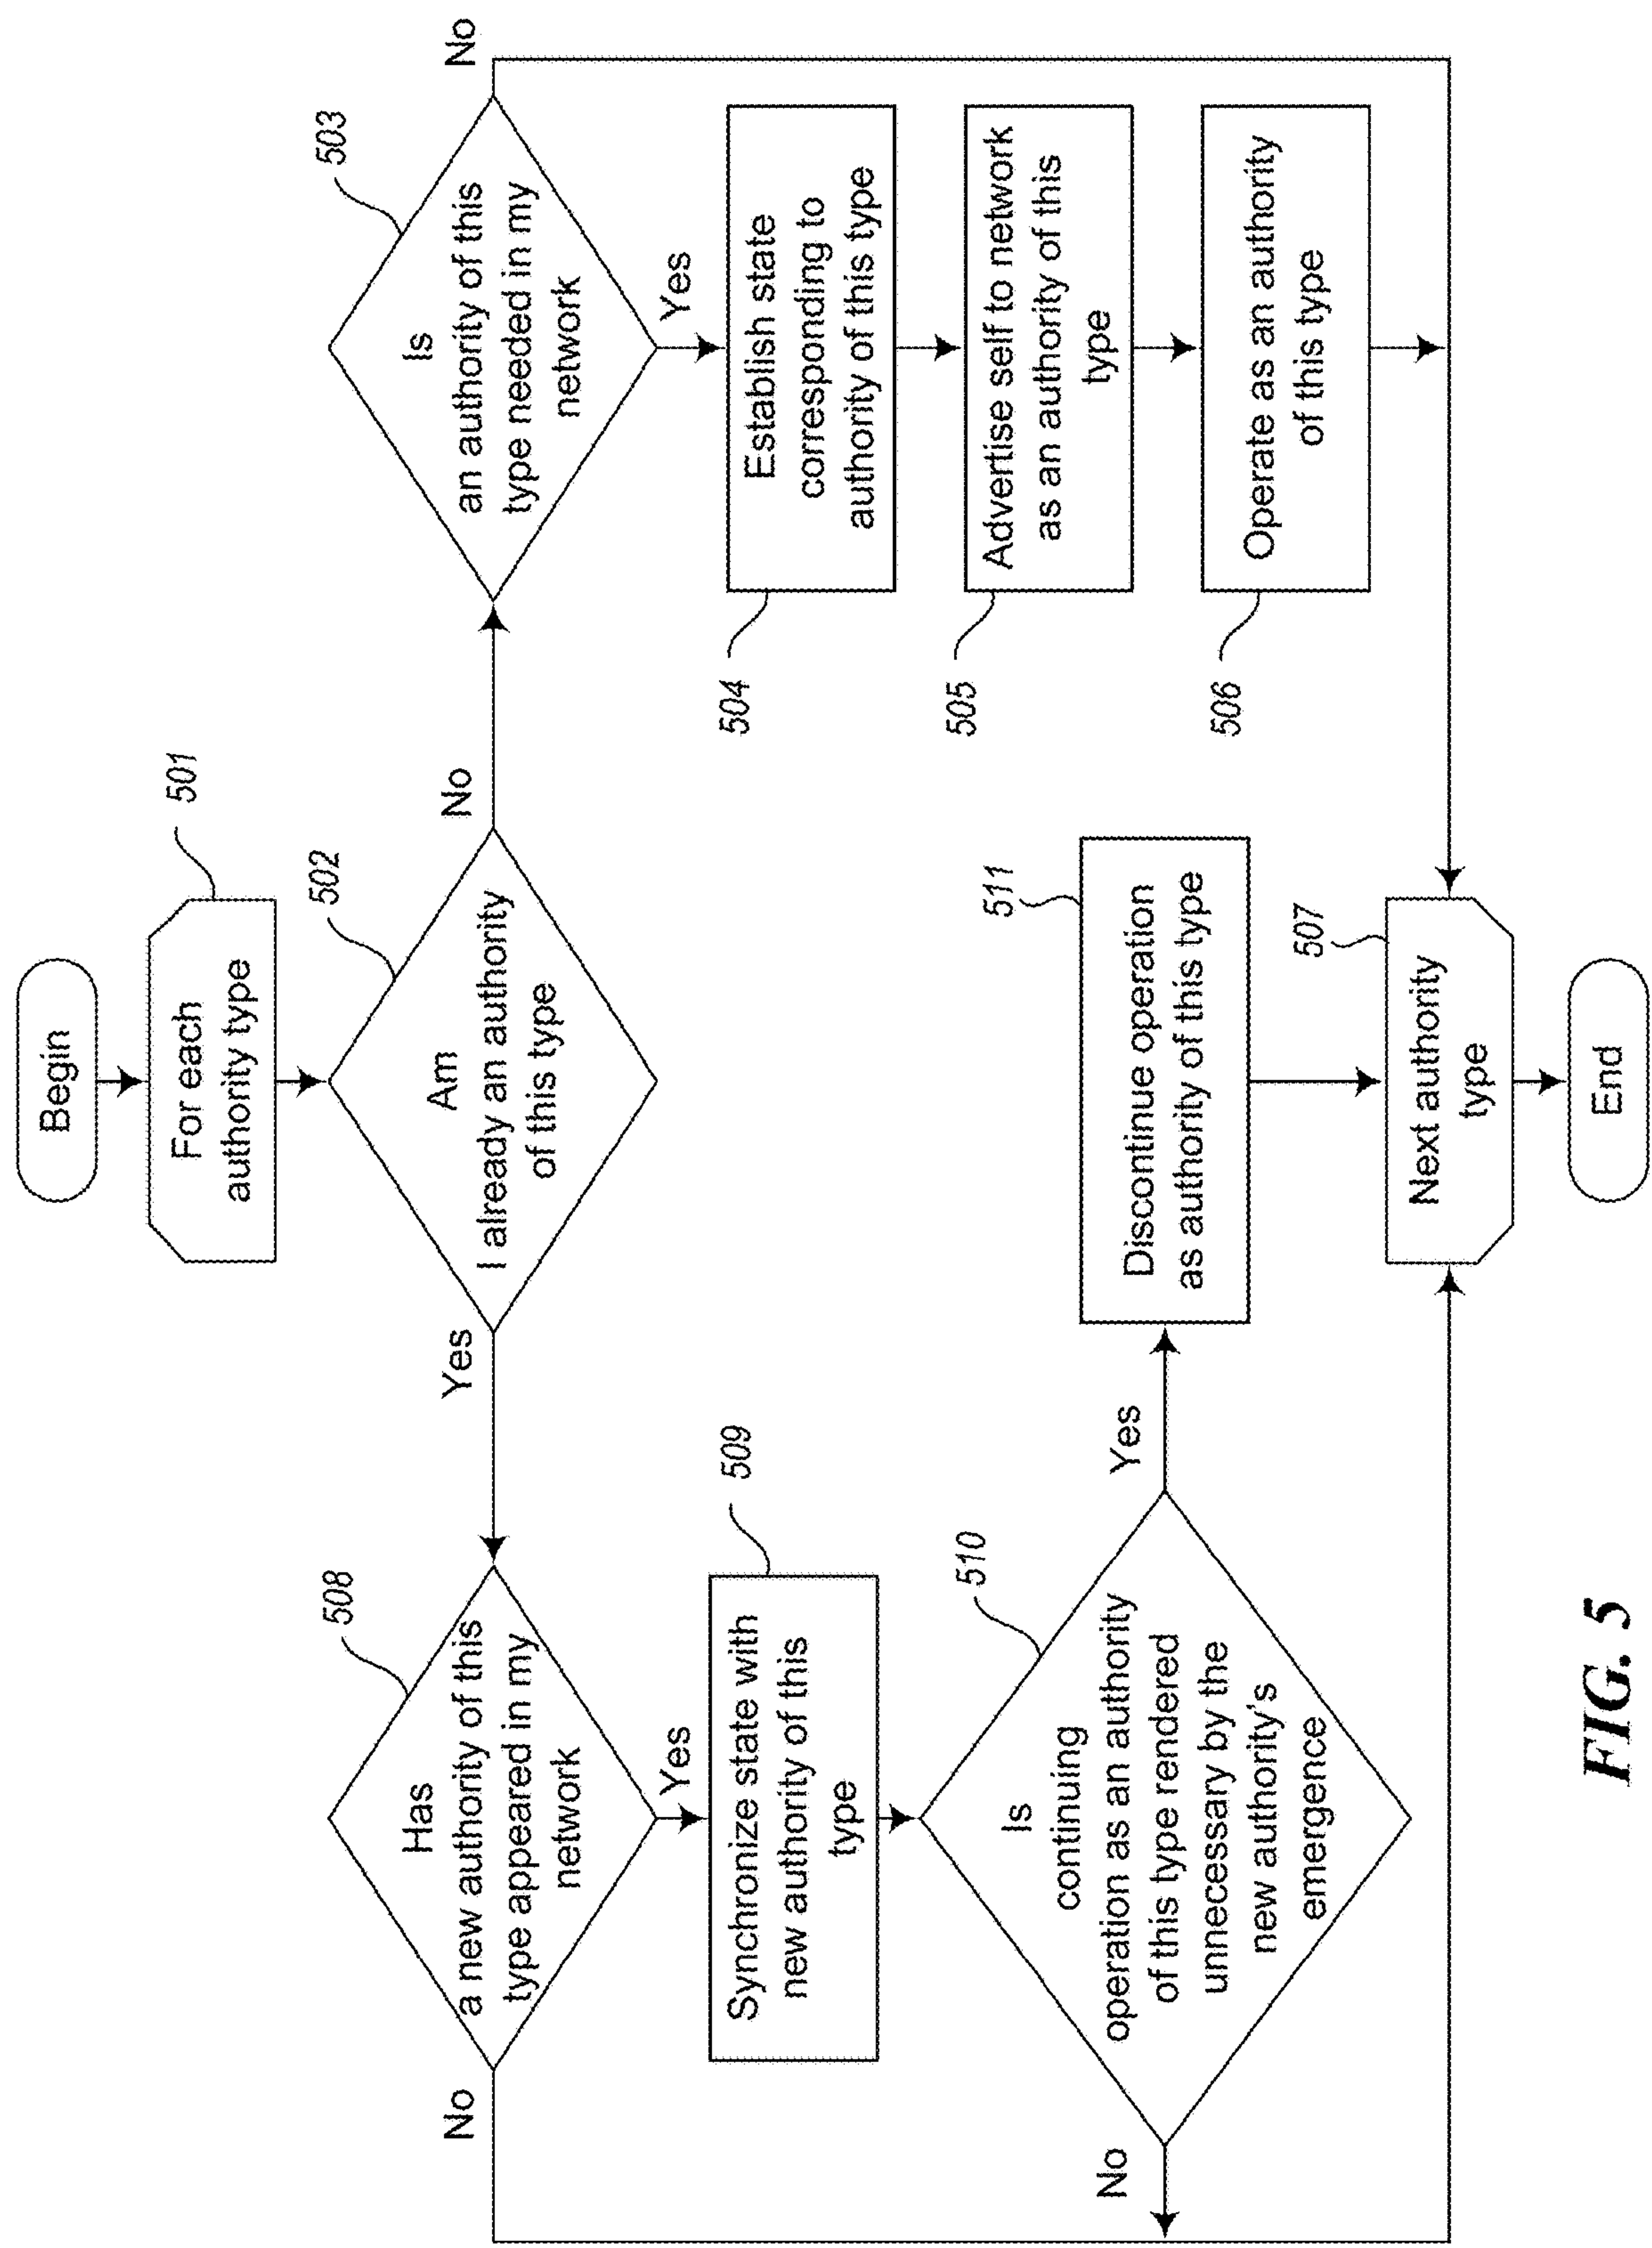 Begin
501
For each
authority type
502
Am
I already an authority
of this type
Yes
No
503
Is
an authority of this
type needed in my
network
No
Yes
504
Establish state
corresponding to
authority of this type
505
Advertise self to network
as an authority of this
type
506
Operate as an authority
of this type
508
Has
a new authority of this
type appeared in my
network
No
Yes
509
Synchronize state with
new authority of this
type
510
Is
continuing
operation as an authority
of this type rendered
unnecessary by the
new authority's
emergence
No
Yes
511
Discontinue operation
as authority of this type
507
Next authority
type
End
FIG. 5